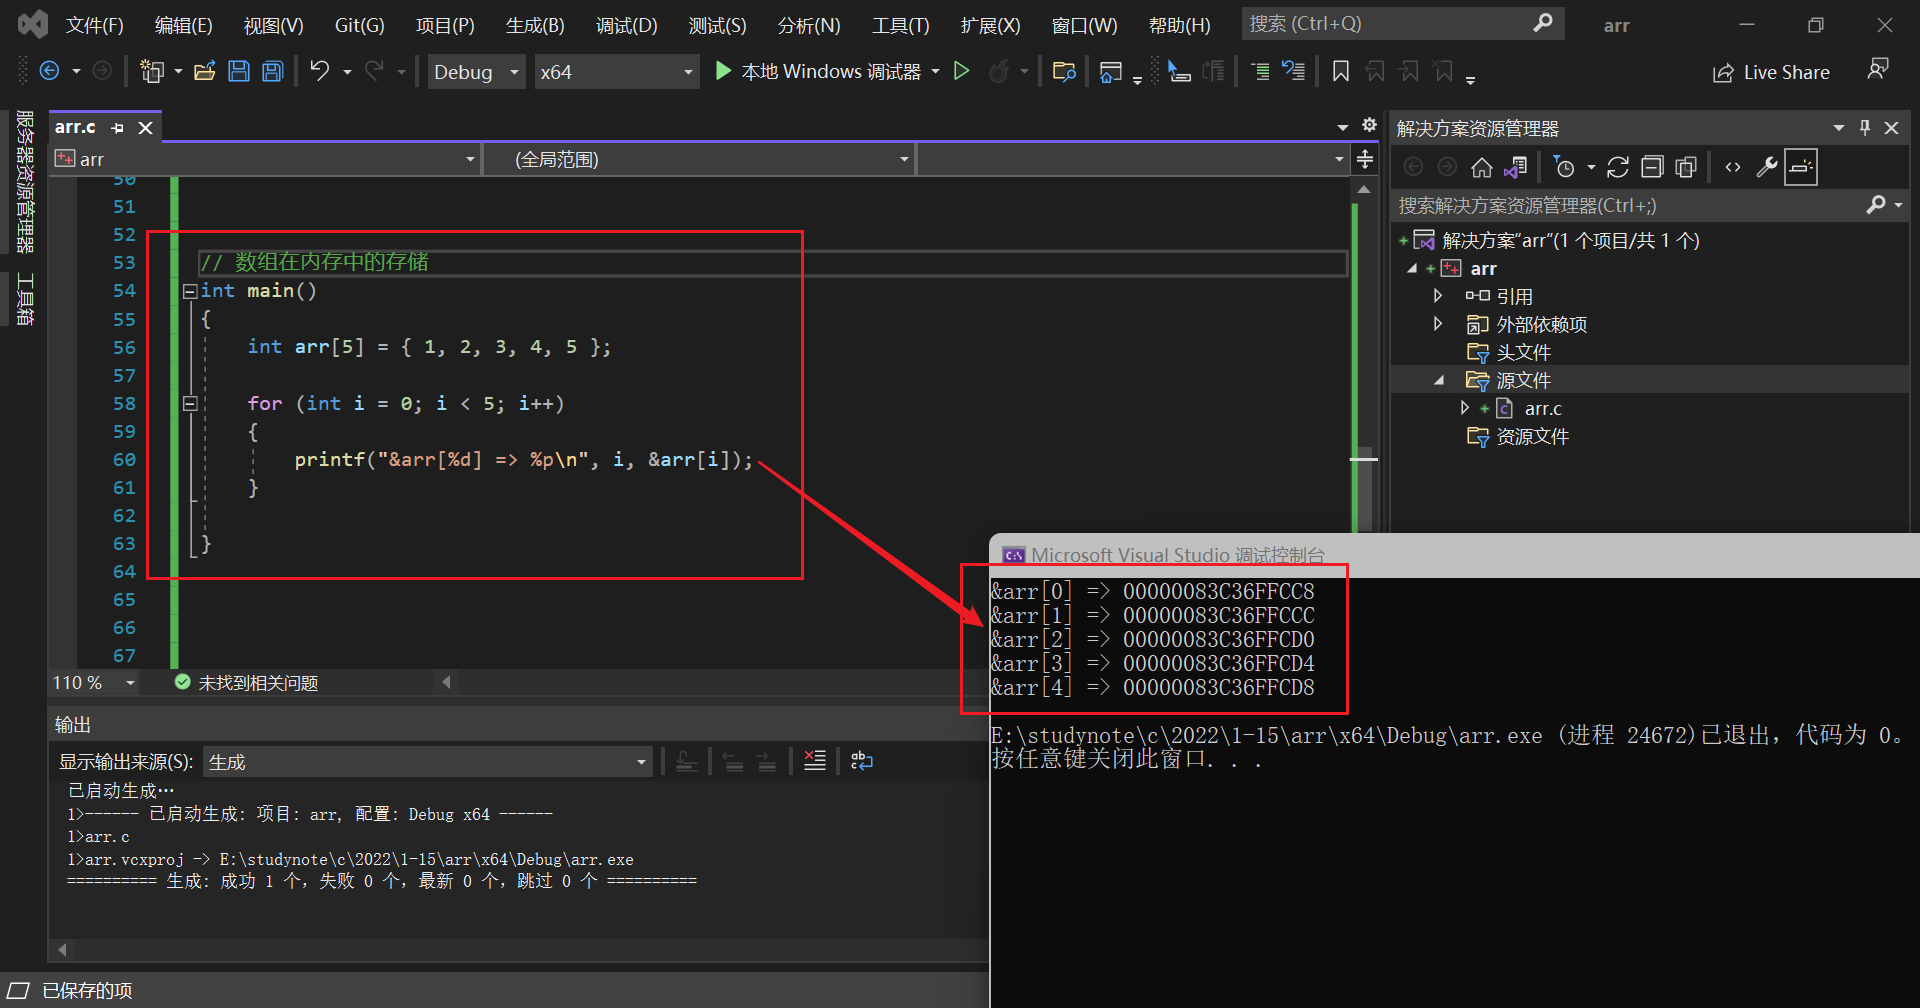 文件(F) 编辑(E) 视图(V) Git(G) 项目(P) 生成(B) 调试(D) 测试(S) 分析(N) 工具(T) 扩展(X) 窗口(W) 帮助(H) 搜索 (Ctrl+Q) arr
Debug x64 本地 Windows 调试器 Live Share
服务器资源管理器
工具箱
arr.c
arr (全局范围)
50
51
52
53 // 数组在内存中的存储
54 int main()
55 {
56 int arr[5] = { 1, 2, 3, 4, 5 };
57
58 for (int i = 0; i < 5; i++)
59 {
60 printf("&arr[%d] => %p\n", i, &arr[i]);
61 }
62
63 }
64
65
66
67
110 % 未找到相关问题
输出
显示输出来源(S): 生成
已启动生成…
1>------ 已启动生成: 项目: arr, 配置: Debug x64 ------
1>arr.c
1>arr.vcxproj -> E:\studynote\c\2022\1-15\arr\x64\Debug\arr.exe
========== 生成: 成功 1 个，失败 0 个，最新 0 个，跳过 0 个 ==========
已保存的项
解决方案资源管理器
搜索解决方案资源管理器(Ctrl+;)
解决方案"arr"(1 个项目/共 1 个)
arr
引用
外部依赖项
头文件
源文件
arr.c
资源文件
Microsoft Visual Studio 调试控制台
&arr[0] => 00000083C36FFCC8
&arr[1] => 00000083C36FFCCC
&arr[2] => 00000083C36FFCD0
&arr[3] => 00000083C36FFCD4
&arr[4] => 00000083C36FFCD8
E:\studynote\c\2022\1-15\arr\x64\Debug\arr.exe (进程 24672)已退出，代码为 0。
按任意键关闭此窗口. . .